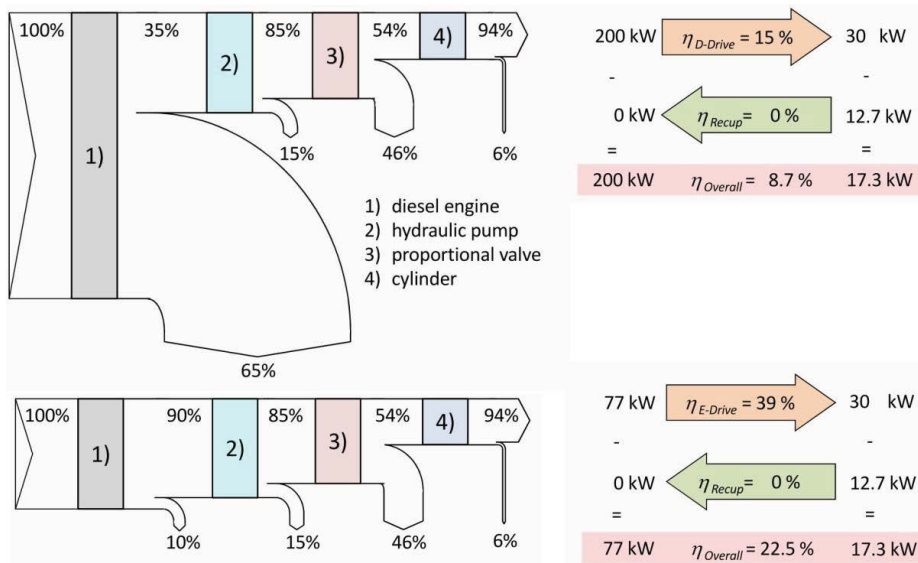 100% 35% 85% 54% 94%
1) 2) 3) 4)
15% 46% 6%
65%
1) diesel engine
2) hydraulic pump
3) proportional valve
4) cylinder
200 kW η D-Drive = 15 % 30 kW
- -
0 kW η Recup = 0 % 12.7 kW
= =
200 kW η Overall = 8.7 % 17.3 kW
100% 90% 85% 54% 94%
1) 2) 3) 4)
10% 15% 46% 6%
77 kW η E-Drive = 39 % 30 kW
- -
0 kW η Recup = 0 % 12.7 kW
= =
77 kW η Overall = 22.5 % 17.3 kW